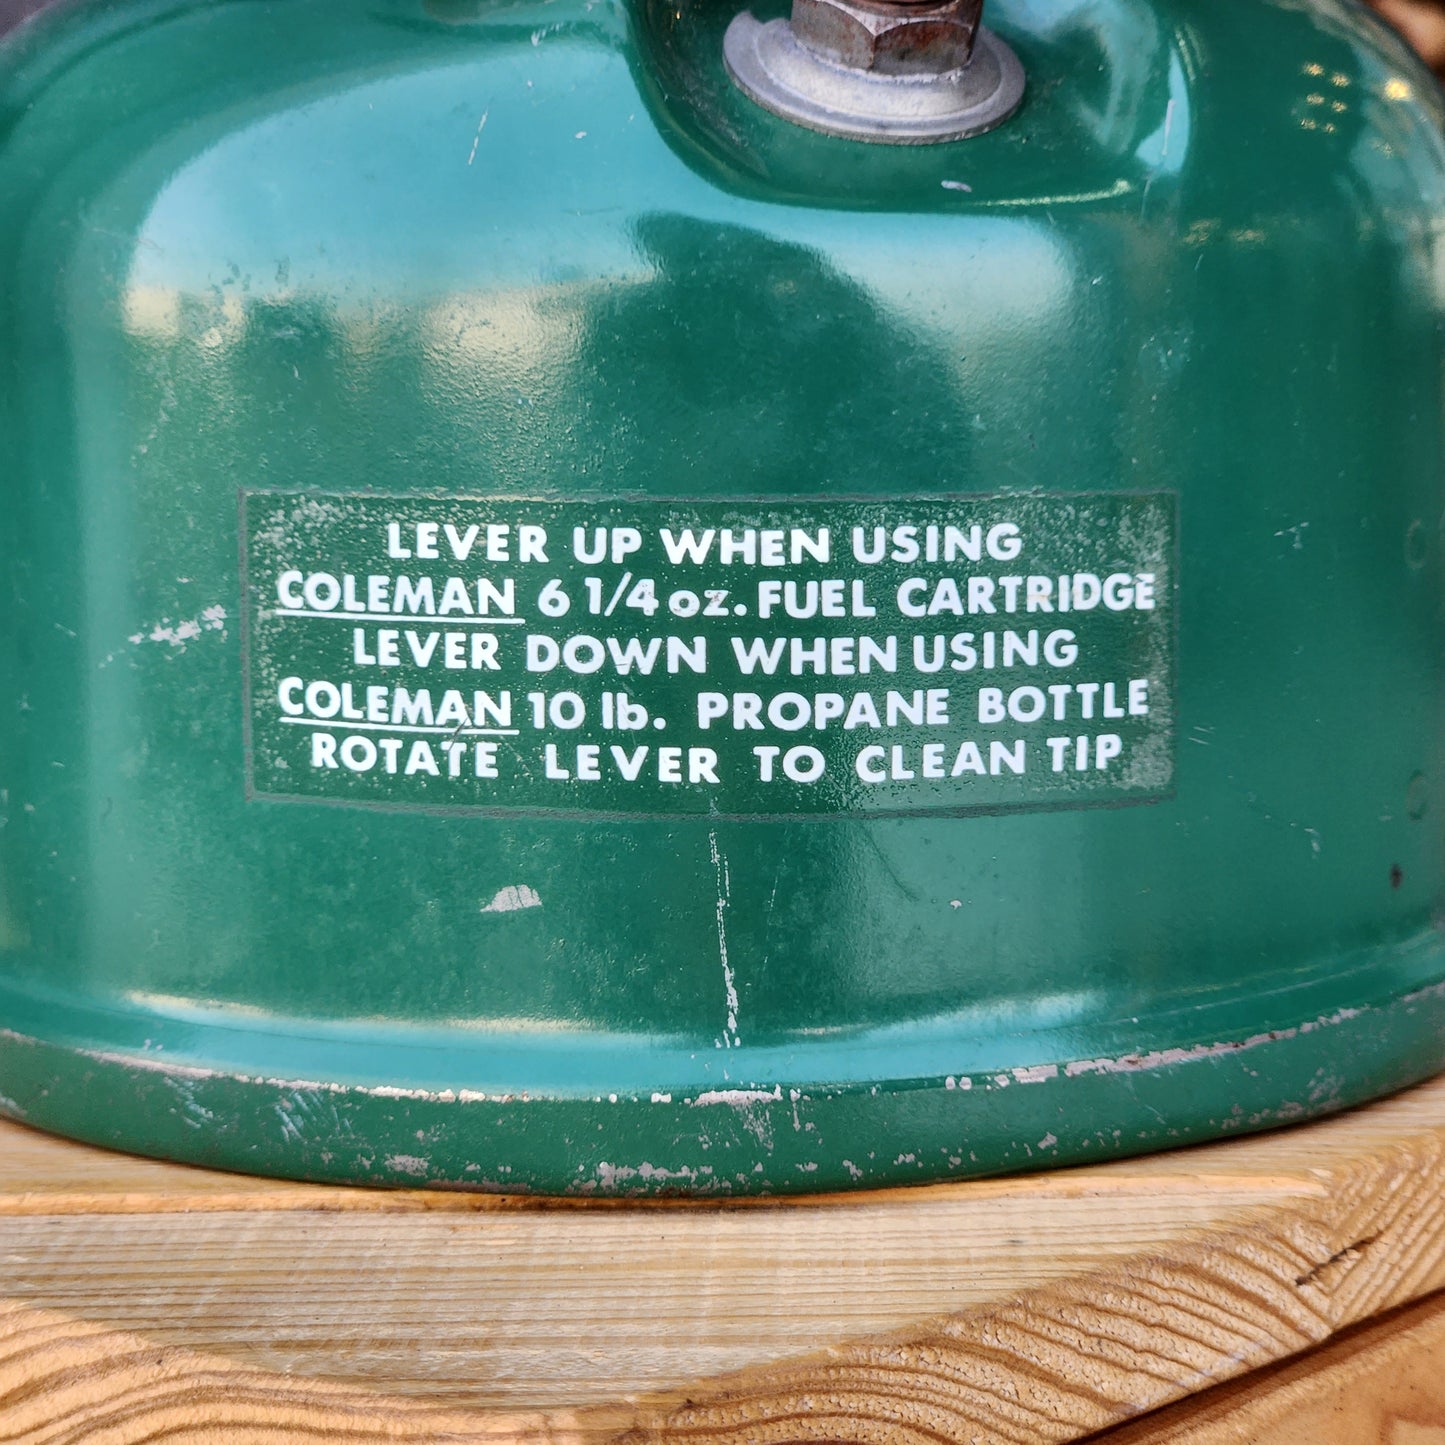 LEVER UP WHEN USING
COLEMAN 6 1/4 oz. FUEL CARTRIDGE
LEVER DOWN WHEN USING
COLEMAN 10 lb. PROPANE BOTTLE
ROTATE LEVER TO CLEAN TIP